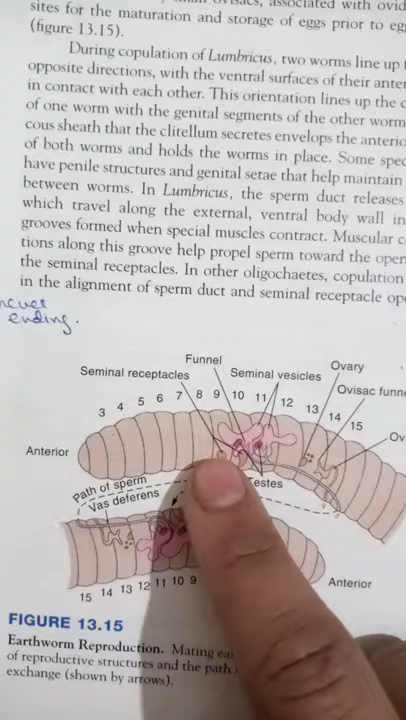 sites for the maturation and storage of eggs prior to
(figure 13.15).
During copulation of Lumbricus, two worms line up
opposite directions, with the ventral surfaces of their
in contact with each other. This orientation lines up the
of one worm with the genital segments of the other worm
cous sheath that the clitellum secretes envelops the
of both worms and holds the worms in place. Some
have penile structures and genital setae that help maintain
between worms. In Lumbricus, the sperm duct releases
which travel along the external, ventral body wall in
grooves formed when special muscles contract. Muscular
tions along this groove help propel sperm toward the
the seminal receptacles. In other oligochaetes, copulation
in the alignment of sperm duct and seminal receptacle
never
ending.
Funnel
Ovary
Seminal receptacles
Seminal vesicles
Ovisac
3 4 5 6 7 8 9 10 11 12 13 14 15
Anterior
Path of sperm
Testes
Vas deferens
15 14 13 12 11 10 9
Anterior
FIGURE 13.15
Earthworm Reproduction. Mating
of reproductive structures and the path
exchange (shown by arrows).